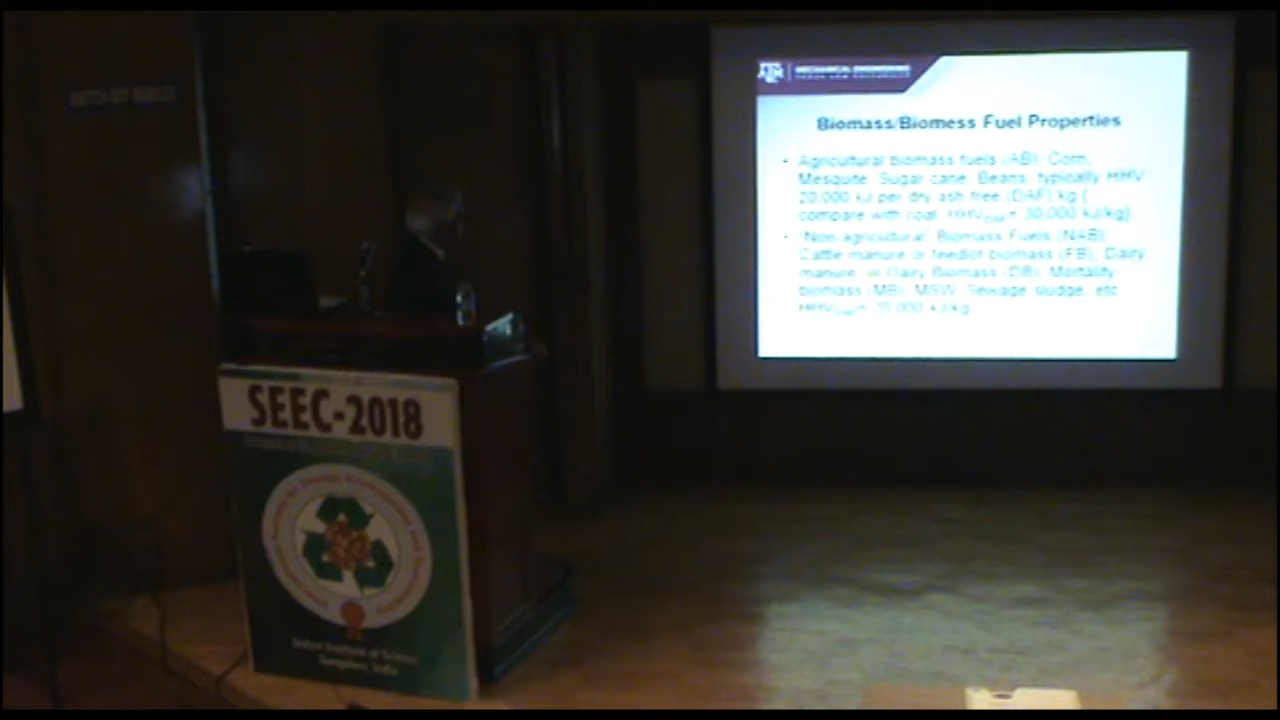 MECHANICAL ENGINEERING
Biomass/Biomess Fuel Properties
• Agricultural biomass fuels (AB): Corn,
Mesquite, Sugar cane, Beans, typically HHV
20,000 kJ per dry ash free (DAF) kg {
compare with coal, HHV = 30,000 kJ/kg}
• "Non agricultural" Biomass Fuels (NAB):
Cattle manure or feedlot biomass (FB), Dairy
manure or Dairy Biomass (DB), Mortality
biomass (MB), MSW, Sewage sludge, etc
HHV kJ/kg
SEEC-2018
Indian Institute of Science
Bangalore, India